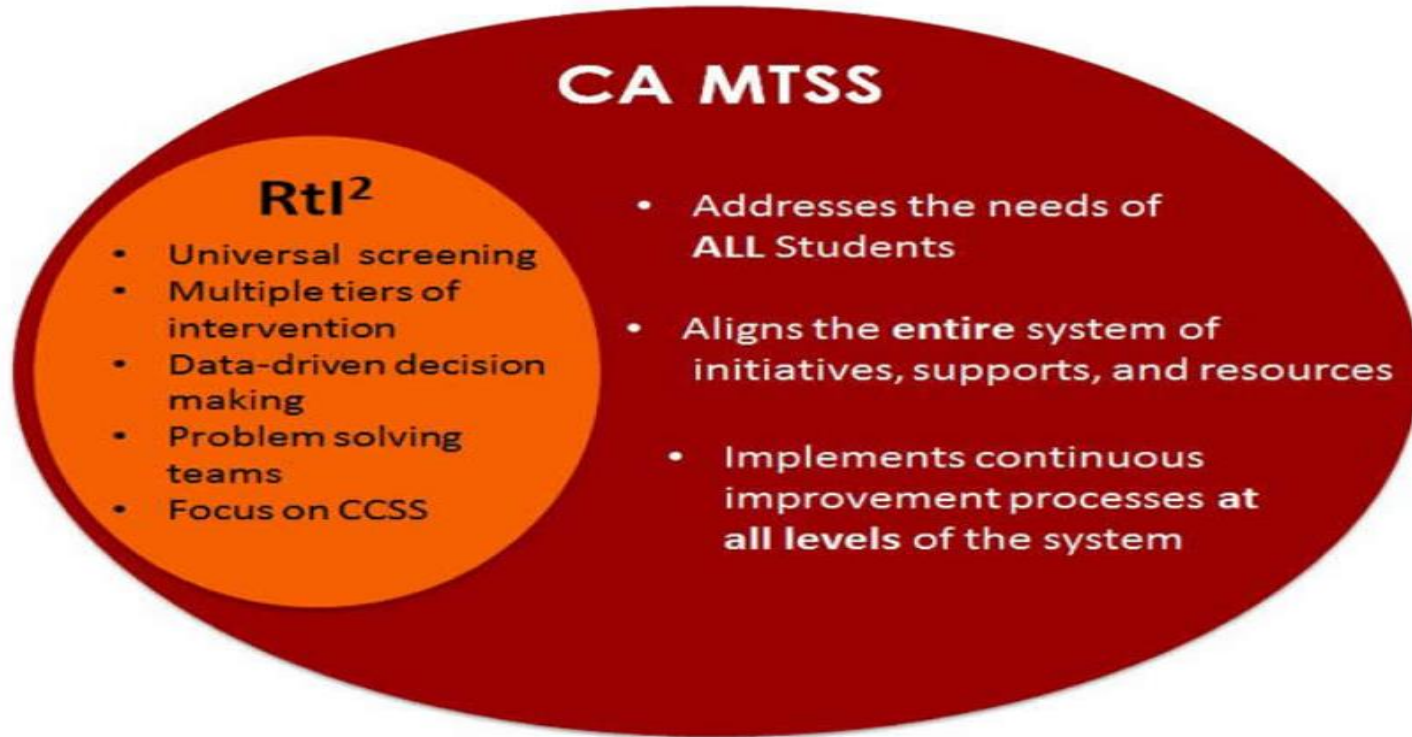 CA MTSS
RtI²
• Universal screening
• Multiple tiers of
intervention
• Data-driven decision
making
• Problem solving
teams
• Focus on CCSS
• Addresses the needs of
ALL Students
• Aligns the entire system of
initiatives, supports, and resources
• Implements continuous
improvement processes at
all levels of the system